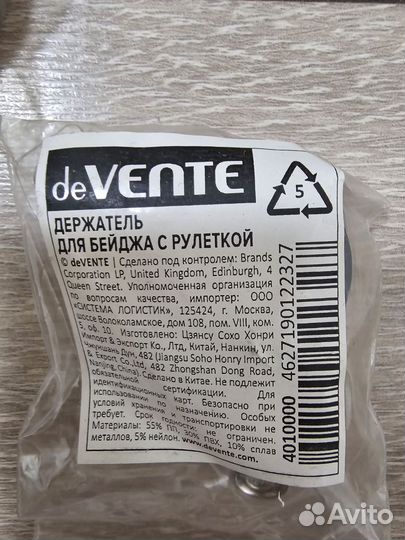 deVENTE
5
ДЕРЖАТЕЛЬ
ДЛЯ БЕЙДЖА С РУЛЕТКОЙ
© deVENTE | Сделано под контролем: Brands
Corporation LP, United Kingdom, Edinburgh, 4
Queen Street. Уполномоченная организация
по вопросам качества, импортер: ООО
«СИСТЕМА ЛОГИСТИК», 125424, г. Москва,
шоссе Волоколамское, дом 108, пом. VIII, ком.
5, оф. 10. Изготовлено: Цзянсу Сохо Хонри
Импорт & Экспорт Ко., Лтд, Китай, Нанкин, ул.
Чжуншань Дун, 482 (Jiangsu Soho Honry Import
& Export Co.,Ltd, 482 Zhongshan Dong Road,
Nanjing, China). Сделано в Китае. Не подлежит
обязательной сертификации. Для
идентификационных карт. Безопасно при
использовании по назначению. Особых
условий хранения и транспортировки не
требует. Срок годности: не ограничен.
Материалы: 55% ПП, 30% ПВХ, 10% сплав
металлов, 5% нейлон. www.devente.com.
4010000 4627190122327
Avito